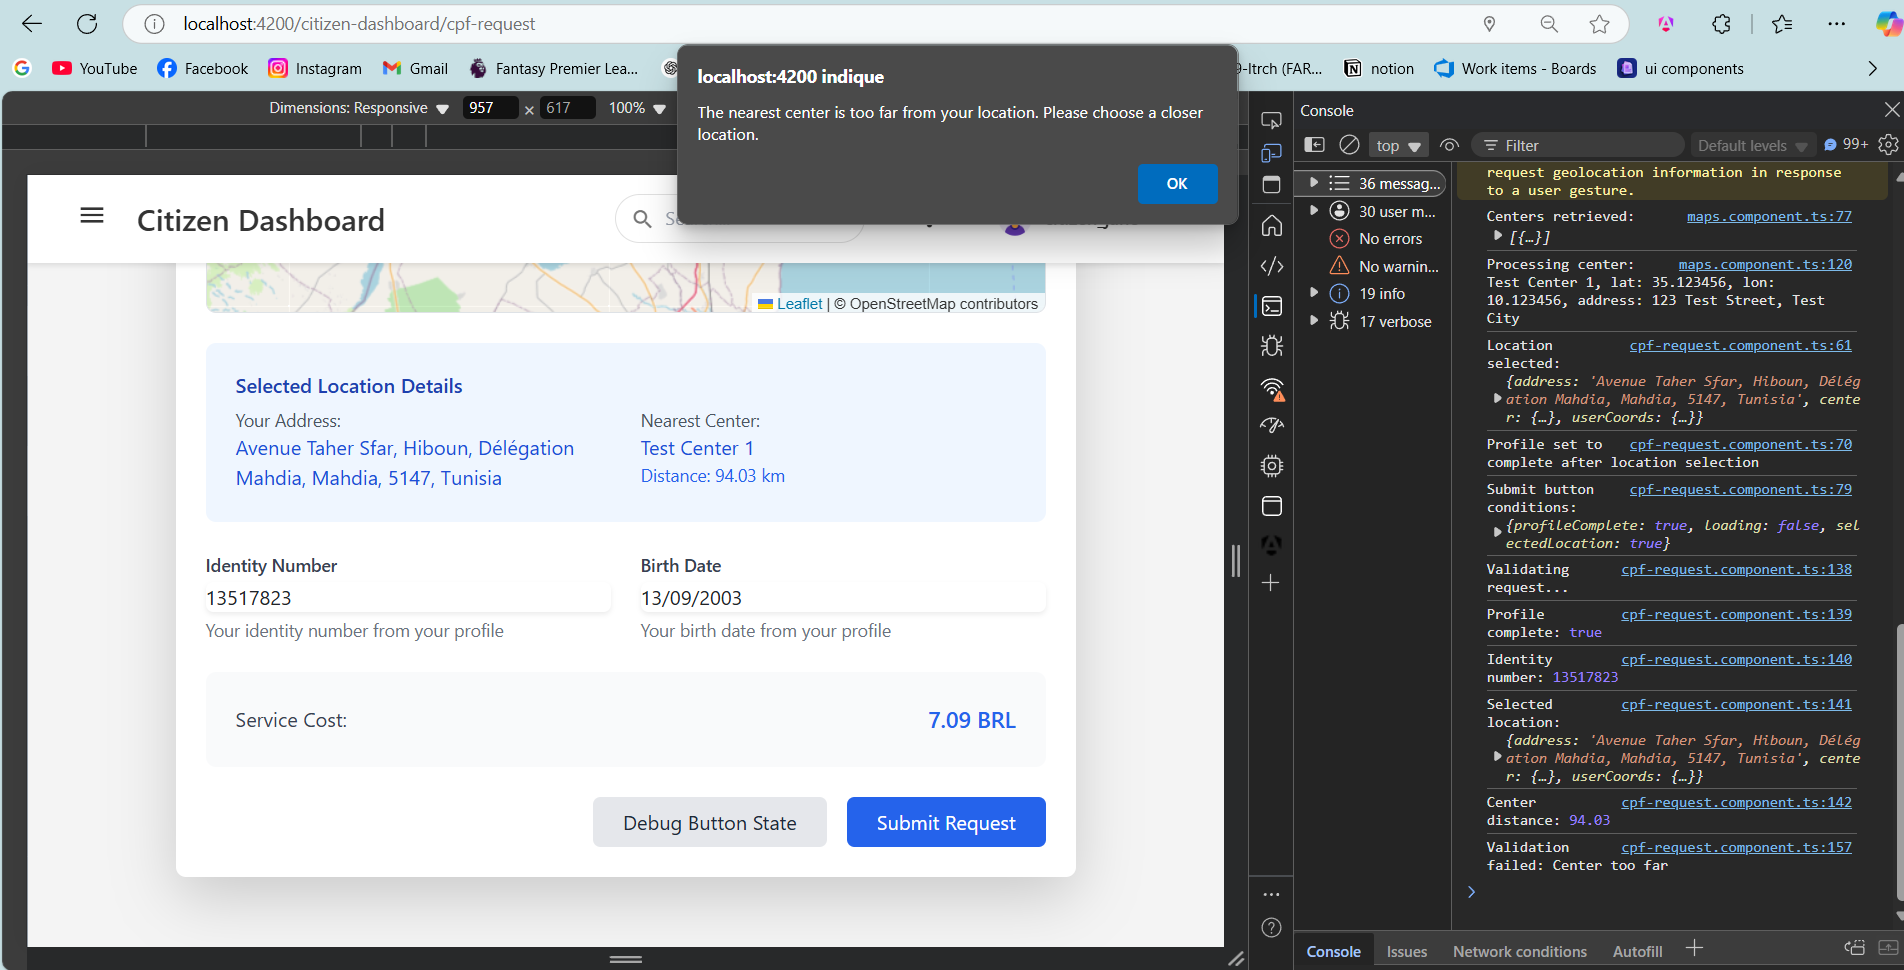 localhost:4200/citizen-dashboard/cpf-request
YouTube
Facebook
Instagram
Gmail
Fantasy Premier Lea...
9-Itrch (FAR...
notion
Work items - Boards
ui components
localhost:4200 indique
The nearest center is too far from your location. Please choose a closer
location.
OK
Dimensions: Responsive
957
×
617
100%
Citizen Dashboard
Leaflet | © OpenStreetMap contributors
Selected Location Details
Your Address:
Avenue Taher Sfar, Hiboun, Délégation
Mahdia, Mahdia, 5147, Tunisia
Nearest Center:
Test Center 1
Distance: 94.03 km
Identity Number
13517823
Your identity number from your profile
Birth Date
13/09/2003
Your birth date from your profile
Service Cost:
7.09 BRL
Debug Button State
Submit Request
Console
top
Filter
Default levels
99+
36 messag...
30 user m...
No errors
No warnin...
19 info
17 verbose
request geolocation information in response
to a user gesture.
Centers retrieved: maps.component.ts:77
[{…}]
Processing center: maps.component.ts:120
Test Center 1, lat: 35.123456, lon:
10.123456, address: 123 Test Street, Test
City
Location cpf-request.component.ts:61
selected:
{address: 'Avenue Taher Sfar, Hiboun, Délég
ation Mahdia, Mahdia, 5147, Tunisia', cente
r: {…}, userCoords: {…}}
Profile set to cpf-request.component.ts:70
complete after location selection
Submit button cpf-request.component.ts:79
conditions:
{profileComplete: true, loading: false, sel
ectedLocation: true}
Validating cpf-request.component.ts:138
request...
Profile cpf-request.component.ts:139
complete: true
Identity cpf-request.component.ts:140
number: 13517823
Selected cpf-request.component.ts:141
location:
{address: 'Avenue Taher Sfar, Hiboun, Délég
ation Mahdia, Mahdia, 5147, Tunisia', cente
r: {…}, userCoords: {…}}
Center cpf-request.component.ts:142
distance: 94.03
Validation cpf-request.component.ts:157
failed: Center too far
Console
Issues
Network conditions
Autofill